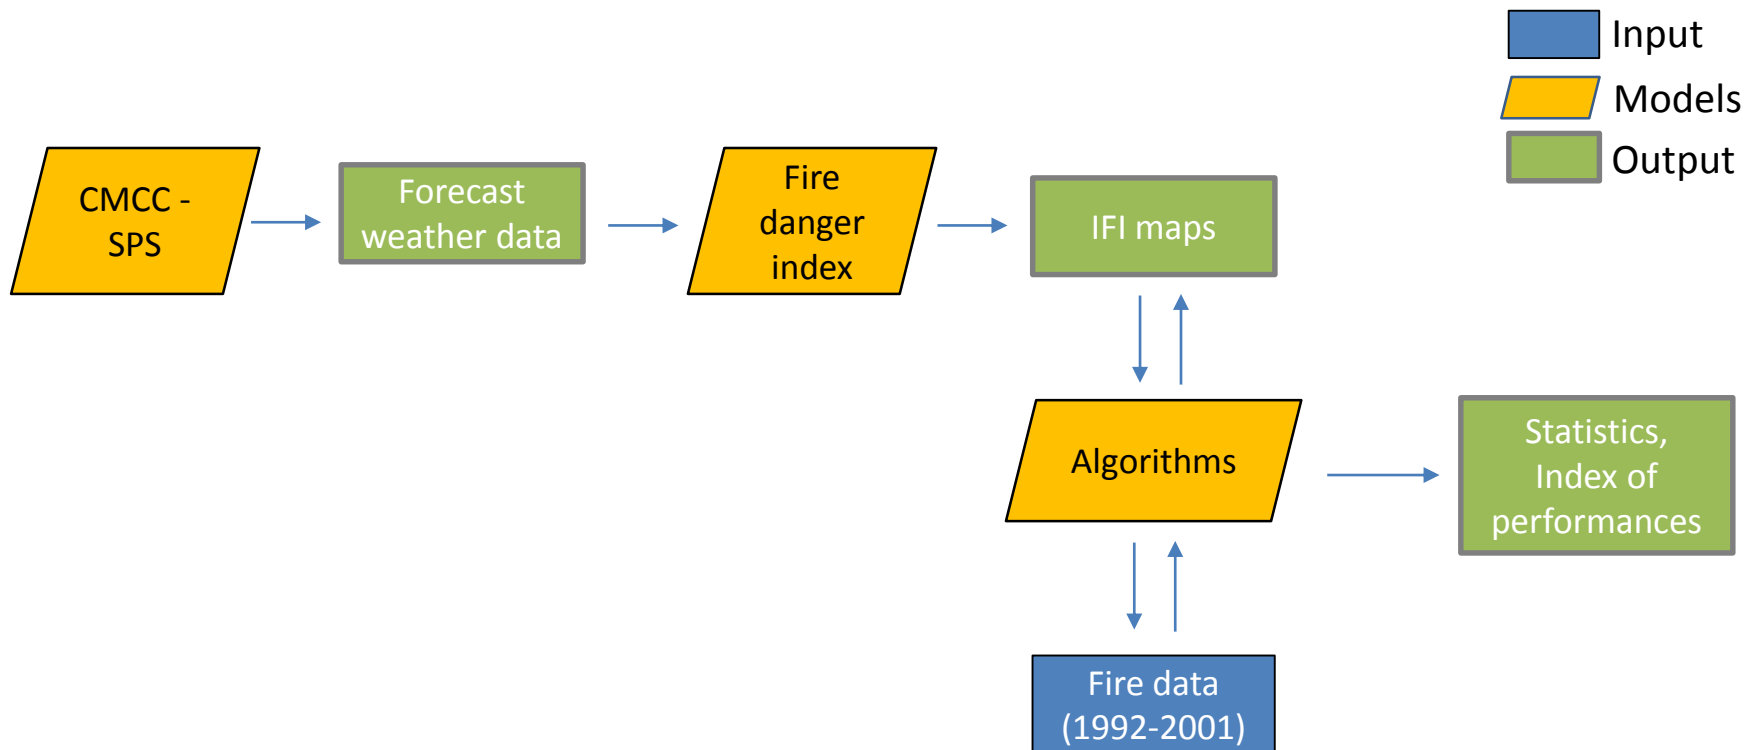 Input
Models
Output
CMCC -
SPS
Forecast
weather data
Fire
danger
index
IFI maps
Algorithms
Statistics,
Index of
performances
Fire data
(1992-2001)